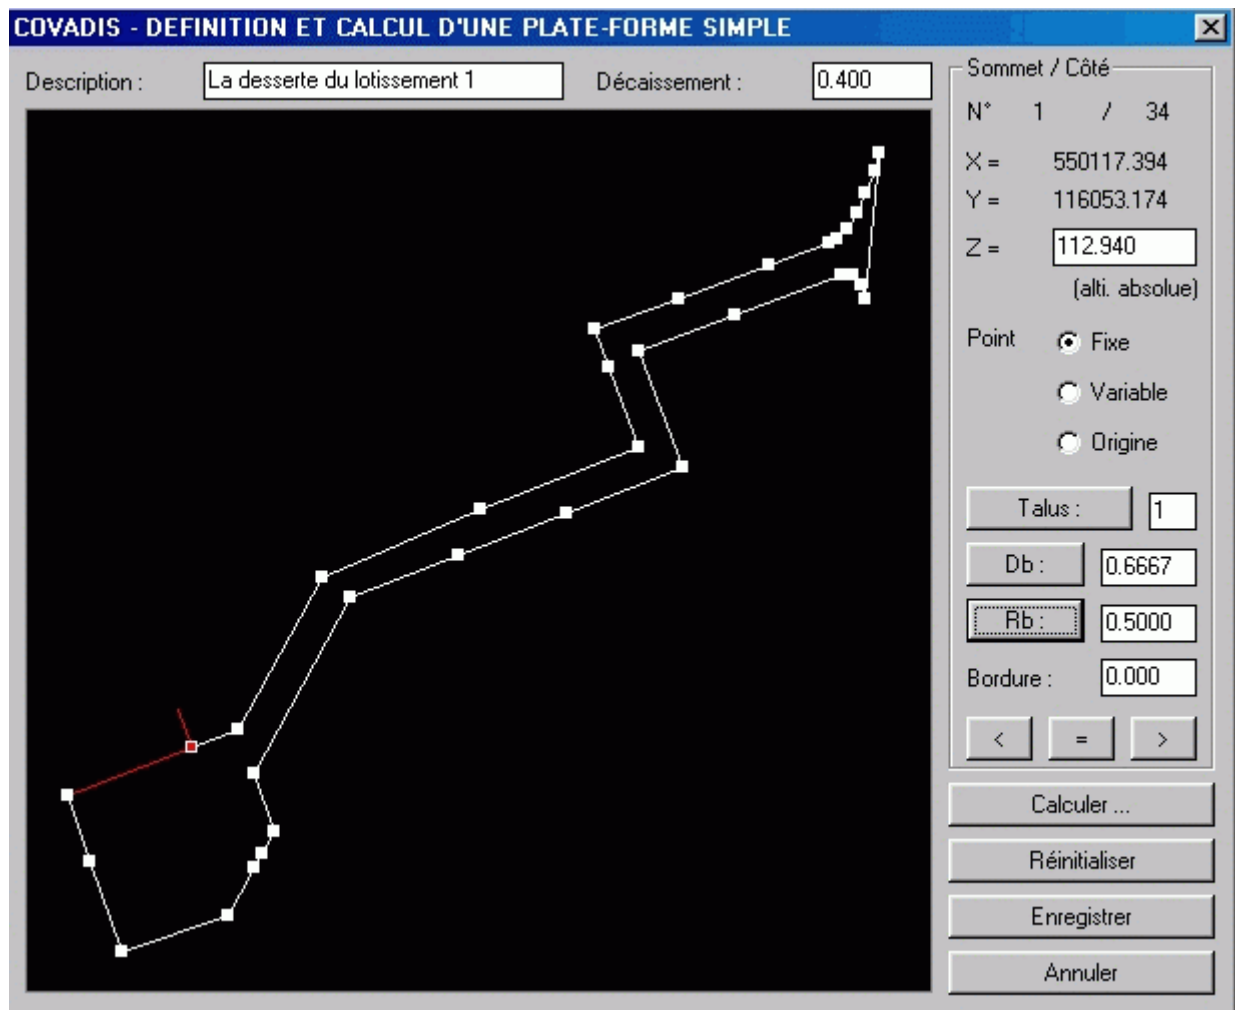 COVADIS - DEFINITION ET CALCUL D'UNE PLATE-FORME SIMPLE
Description : La desserte du lotissement 1 Décaissement : 0.400
Sommet / Côté
N° 1 / 34
X = 550117.394
Y = 116053.174
Z = 112.940
(alti. absolue)
Point Fixe
Variable
Origine
Talus : 1
Db : 0.6667
Rb : 0.5000
Bordure : 0.000
< = >
Calculer ...
Réinitialiser
Enregistrer
Annuler